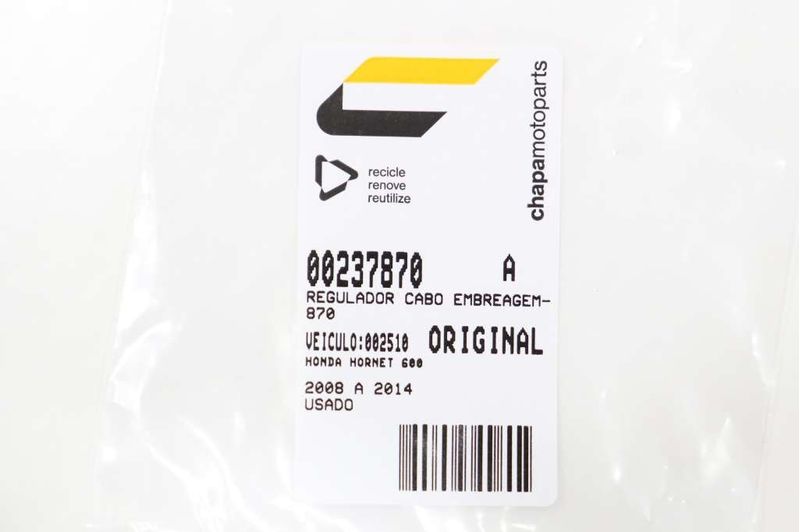 chapamotoparts
recicle
renove
reutilize
00237870 A
REGULADOR CABO EMBREAGEM-
870
VEICULO:002510 ORIGINAL
HONDA HORNET 600
2008 A 2014
USADO